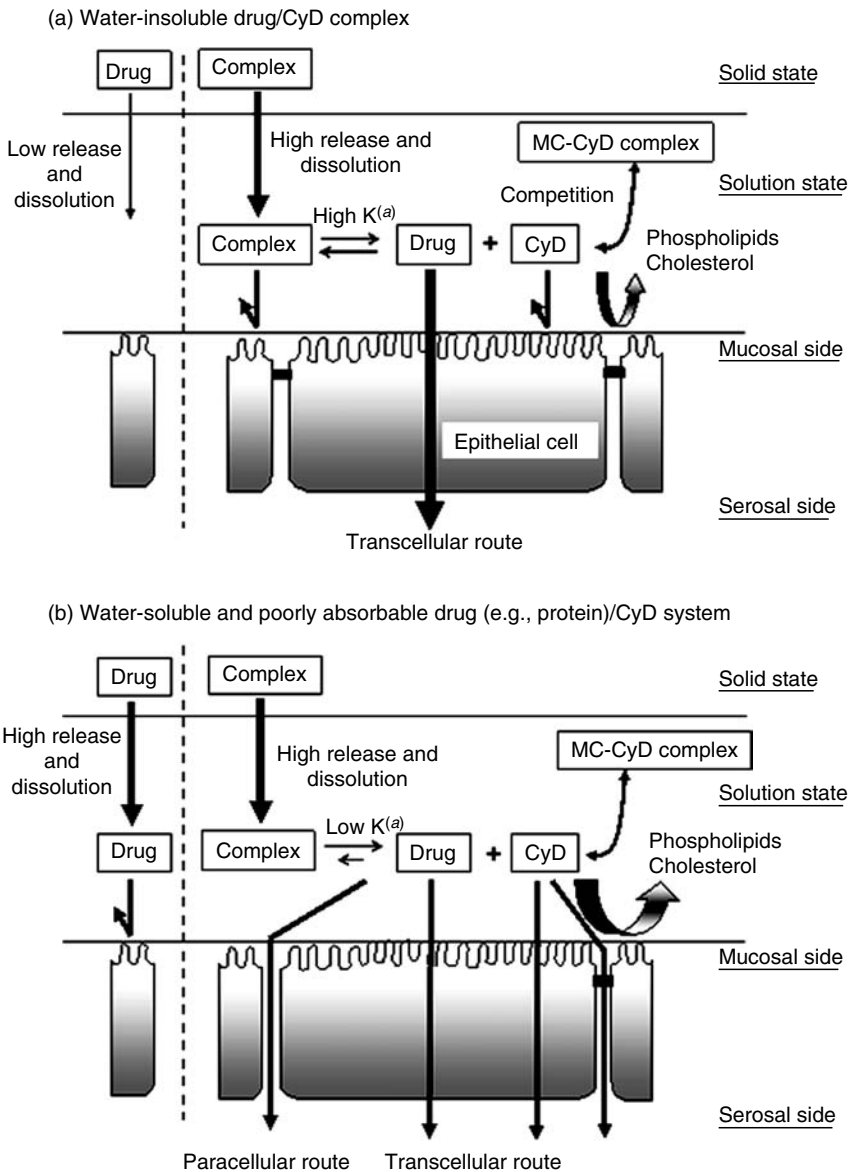 (a) Water-insoluble drug/CyD complex
Drug
Complex
Solid state
Low release
and
dissolution
High release and
dissolution
MC-CyD complex
Solution state
Competition
Complex
High K(a)
Drug
+
CyD
Phospholipids
Cholesterol
Mucosal side
Epithelial cell
Serosal side
Transcellular route
(b) Water-soluble and poorly absorbable drug (e.g., protein)/CyD system
Drug
Complex
Solid state
High release
and
dissolution
High release and
dissolution
MC-CyD complex
Solution state
Drug
Complex
Low K(a)
Drug
+
CyD
Phospholipids
Cholesterol
Mucosal side
Serosal side
Paracellular route
Transcellular route